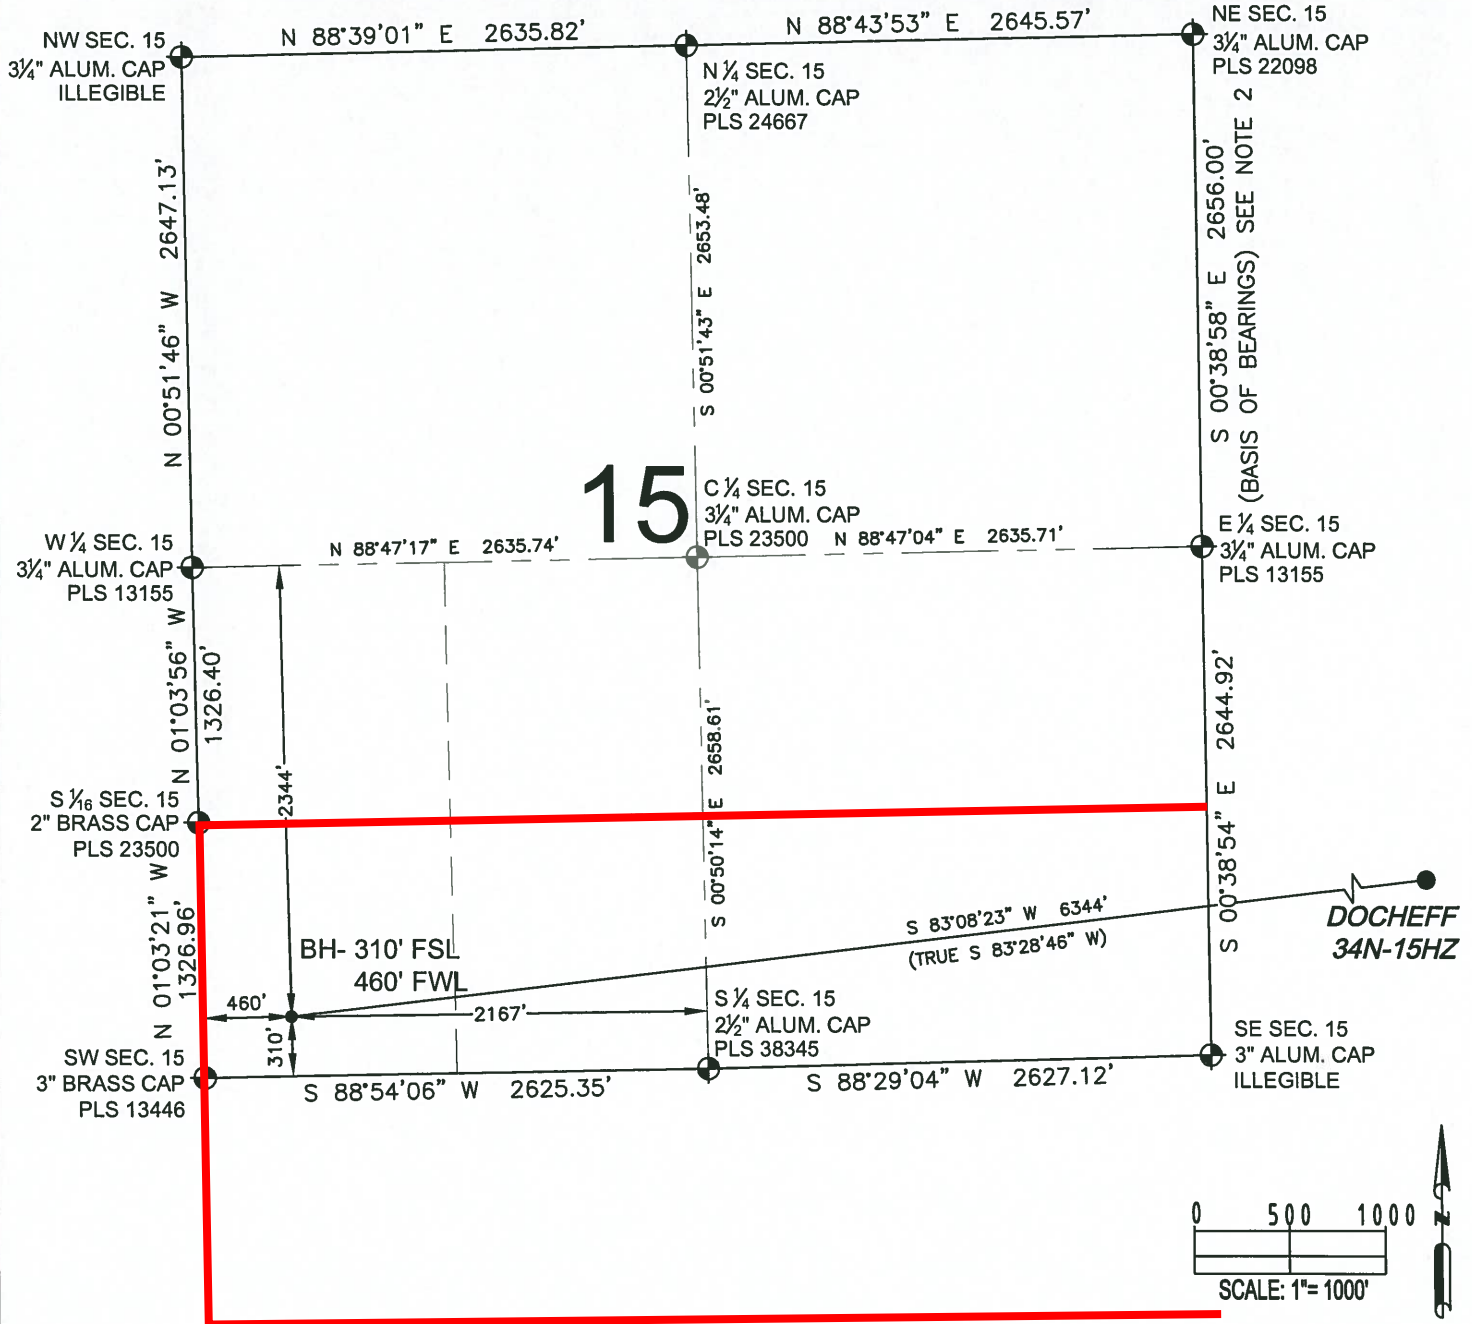 N 88°39'01" E 2635.82'
N 88°43'53" E 2645.57'
NW SEC. 15
3¼" ALUM. CAP
ILLEGIBLE
N ¼ SEC. 15
2½" ALUM. CAP
PLS 24667
NE SEC. 15
3¼" ALUM. CAP
PLS 22098
N 00°51'46" W 2647.13'
S 00°51'43" E 2653.48'
S 00°38'58" E 2656.00'
(BASIS OF BEARINGS) SEE NOTE 2
15
C ¼ SEC. 15
3¼" ALUM. CAP
PLS 23500
W ¼ SEC. 15
3¼" ALUM. CAP
PLS 13155
N 88°47'17" E 2635.74'
N 88°47'04" E 2635.71'
E ¼ SEC. 15
3¼" ALUM. CAP
PLS 13155
N 01°03'56" W
1326.40'
2344'
S 00°50'14" E 2658.61'
S 00°38'54" E 2644.92'
S 1⁄16 SEC. 15
2" BRASS CAP
PLS 23500
N 01°03'21" W
1326.96'
BH- 310' FSL
460' FWL
460'
2167'
310'
S 83°08'23" W 6344'
(TRUE S 83°28'46" W)
DOCHEFF
34N-15HZ
SW SEC. 15
3" BRASS CAP
PLS 13446
S ¼ SEC. 15
2½" ALUM. CAP
PLS 38345
SE SEC. 15
3" ALUM. CAP
ILLEGIBLE
S 88°54'06" W 2625.35'
S 88°29'04" W 2627.12'
0 500 1000
SCALE: 1"= 1000'
N